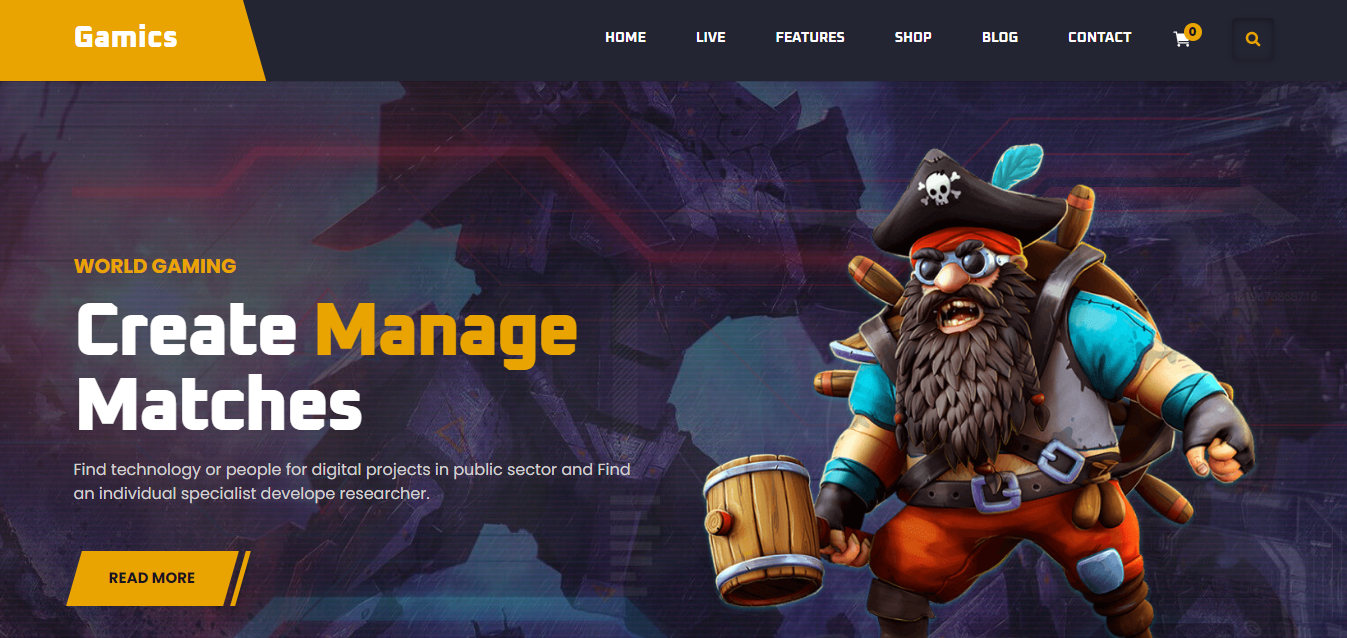 Gamics
HOME LIVE FEATURES SHOP BLOG CONTACT 0
WORLD GAMING
Create Manage
Matches
Find technology or people for digital projects in public sector and Find
an individual specialist develope researcher.
READ MORE